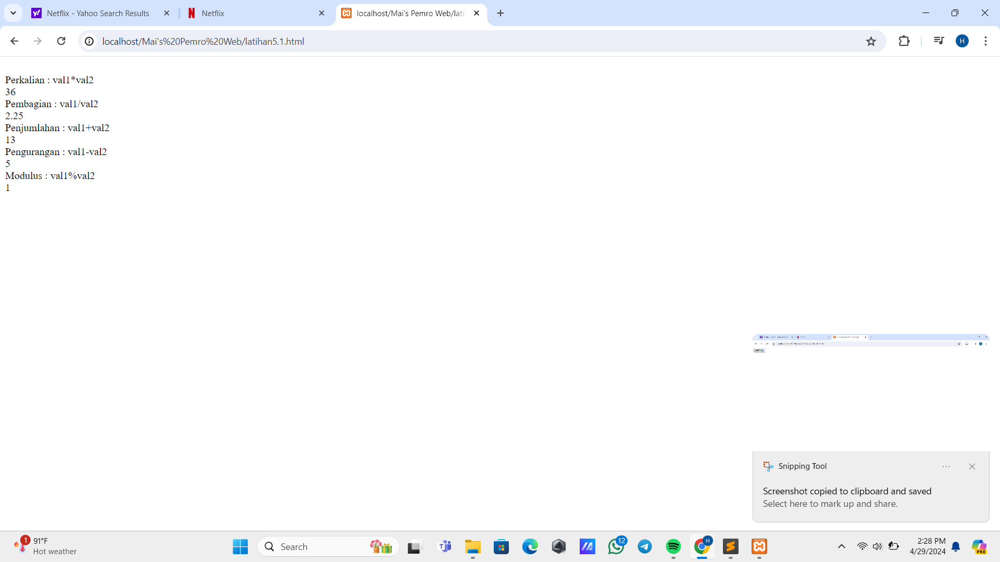 Netflix - Yahoo Search Results
Netflix
localhost/Mai's Pemro Web/lati
localhost/Mai's%20Pemro%20Web/latihan5.1.html
H
Perkalian : val1*val2
36
Pembagian : val1/val2
2.25
Penjumlahan : val1+val2
13
Pengurangan : val1-val2
5
Modulus : val1%val2
1
Snipping Tool
Screenshot copied to clipboard and saved
Select here to mark up and share.
1
91°F
Hot weather
Search
12
H
2:28 PM
4/29/2024
PRE